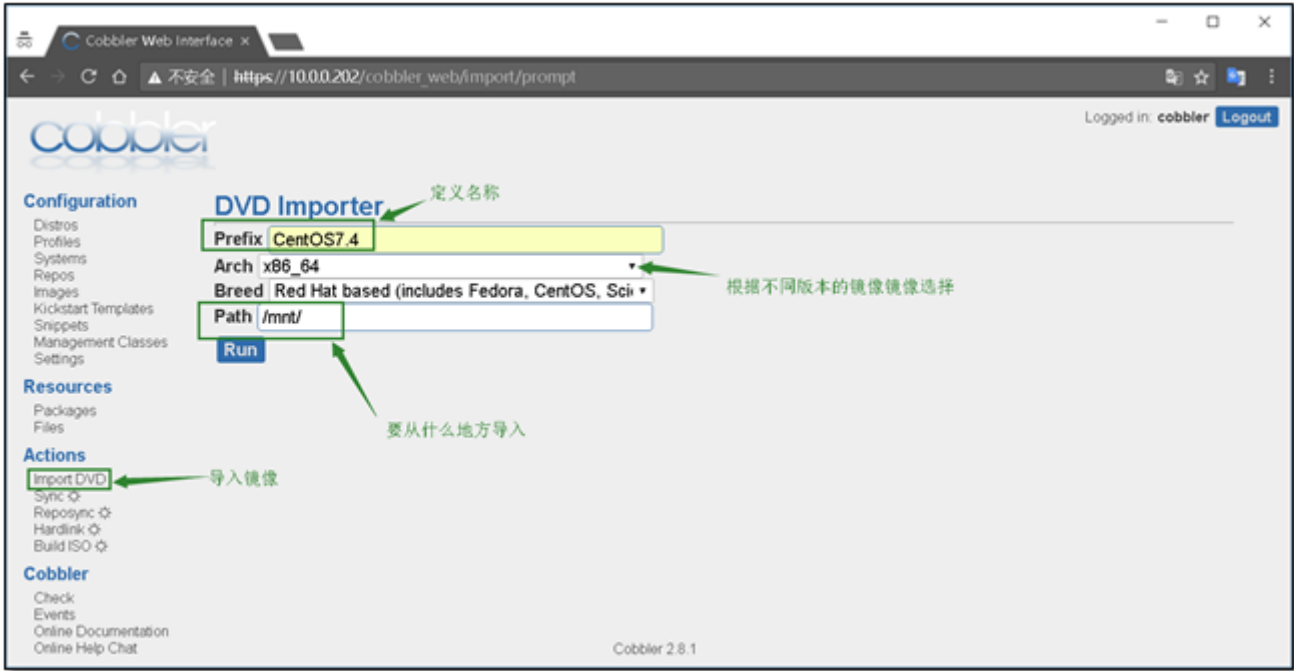 Cobbler Web Interface ×
不安全 | https://10.0.0.202/cobbler_web/import/prompt
Logged in: cobbler Logout
cobbler
Configuration
Distros
Profiles
Systems
Repos
Images
Kickstart Templates
Snippets
Management Classes
Settings
Resources
Packages
Files
Actions
Import DVD
导入镜像
Sync
Reposync
Hardlink
Build ISO
Cobbler
Check
Events
Online Documentation
Online Help Chat
DVD Importer
定义名称
Prefix CentOS7.4
Arch x86_64
根据不同版本的镜像镜像选择
Breed Red Hat based (includes Fedora, CentOS, Sci
Path /mnt/
Run
要从什么地方导入
Cobbler 2.8.1